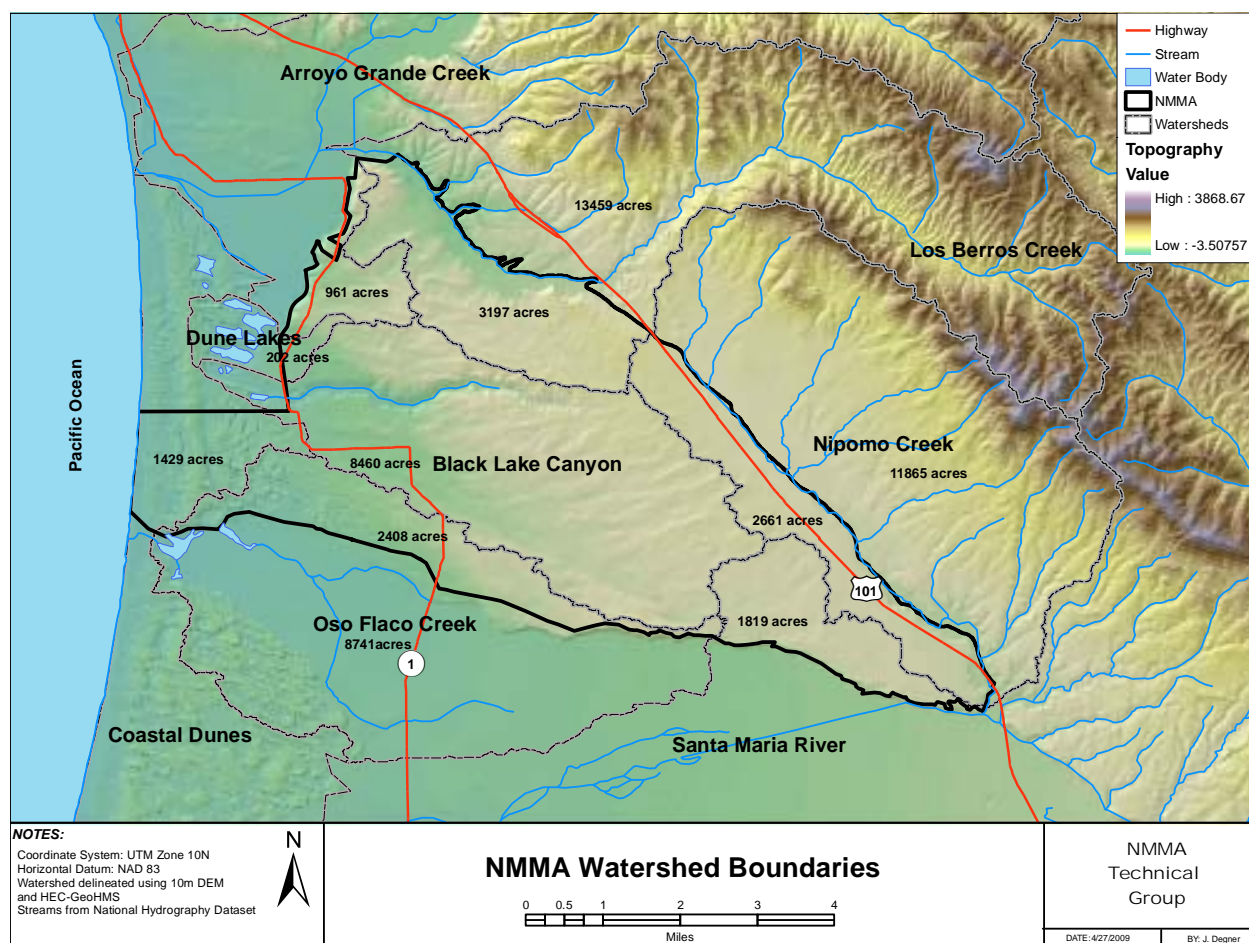 Highway
Stream
Water Body
NMMA
Watersheds
Topography
Value
High : 3868.67
Low : -3.50757
Arroyo Grande Creek
13459 acres
Los Berros Creek
961 acres
3197 acres
Dune Lakes
202 acres
Pacific Ocean
Nipomo Creek
11865 acres
1429 acres
8460 acres
Black Lake Canyon
2661 acres
2408 acres
101
1819 acres
Oso Flaco Creek
8741acres
1
Coastal Dunes
Santa Maria River
NOTES:
Coordinate System: UTM Zone 10N
Horizontal Datum: NAD 83
Watershed delineated using 10m DEM
and HEC-GeoHMS
Streams from National Hydrography Dataset
N
NMMA Watershed Boundaries
0 0.5 1 2 3 4
Miles
NMMA
Technical
Group
DATE:4/27/2009
BY: J. Degner